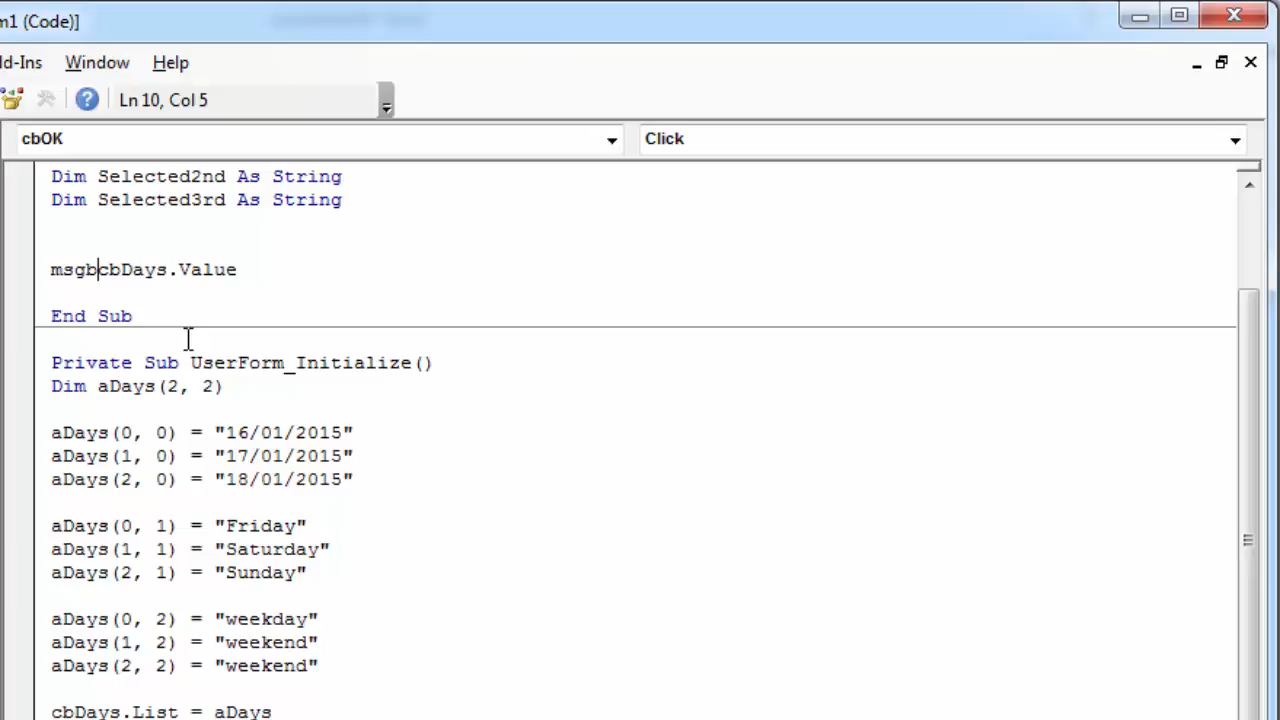 m1 (Code)]
ld-Ins Window Help
Ln 10, Col 5
cbOK Click
Dim Selected2nd As String
Dim Selected3rd As String
msgbcbDays.Value
End Sub
Private Sub UserForm_Initialize()
Dim aDays(2, 2)
aDays(0, 0) = "16/01/2015"
aDays(1, 0) = "17/01/2015"
aDays(2, 0) = "18/01/2015"
aDays(0, 1) = "Friday"
aDays(1, 1) = "Saturday"
aDays(2, 1) = "Sunday"
aDays(0, 2) = "weekday"
aDays(1, 2) = "weekend"
aDays(2, 2) = "weekend"
cbDays.List = aDays